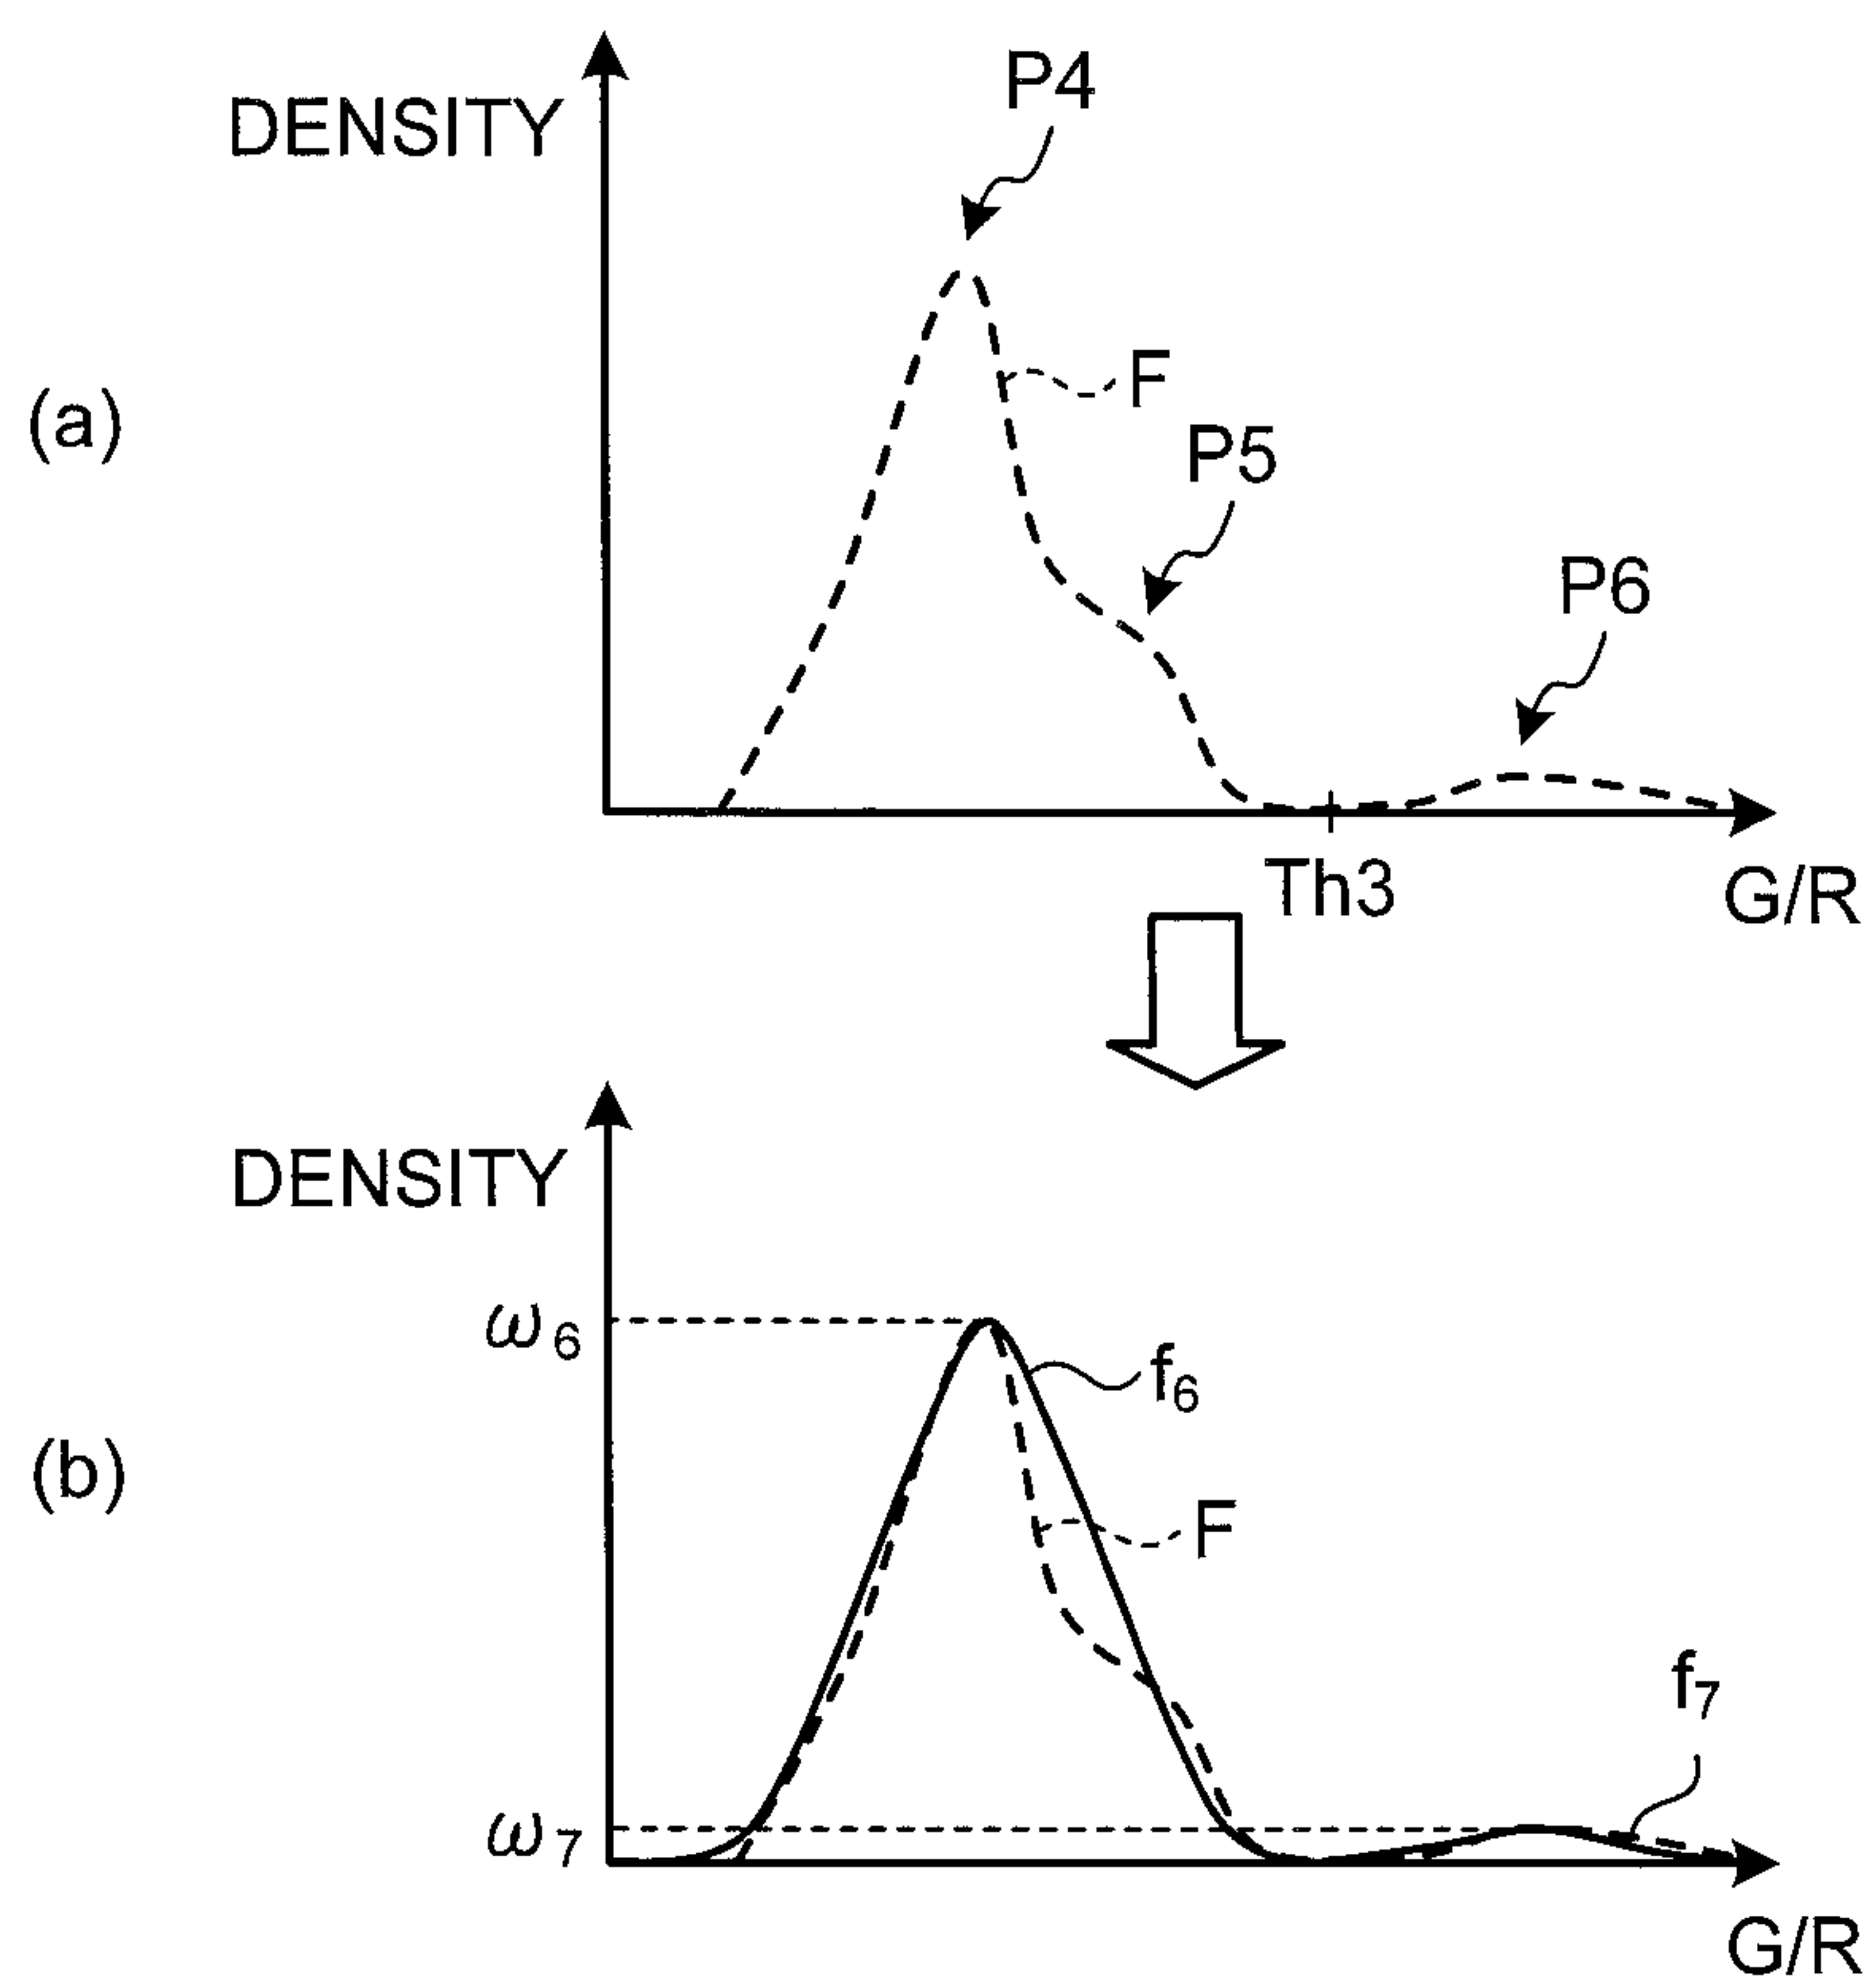 DENSITY
P4
F
(a)
P5
P6
Th3
G/R
DENSITY
ω6
f6
(b)
F
f7
ω7
G/R